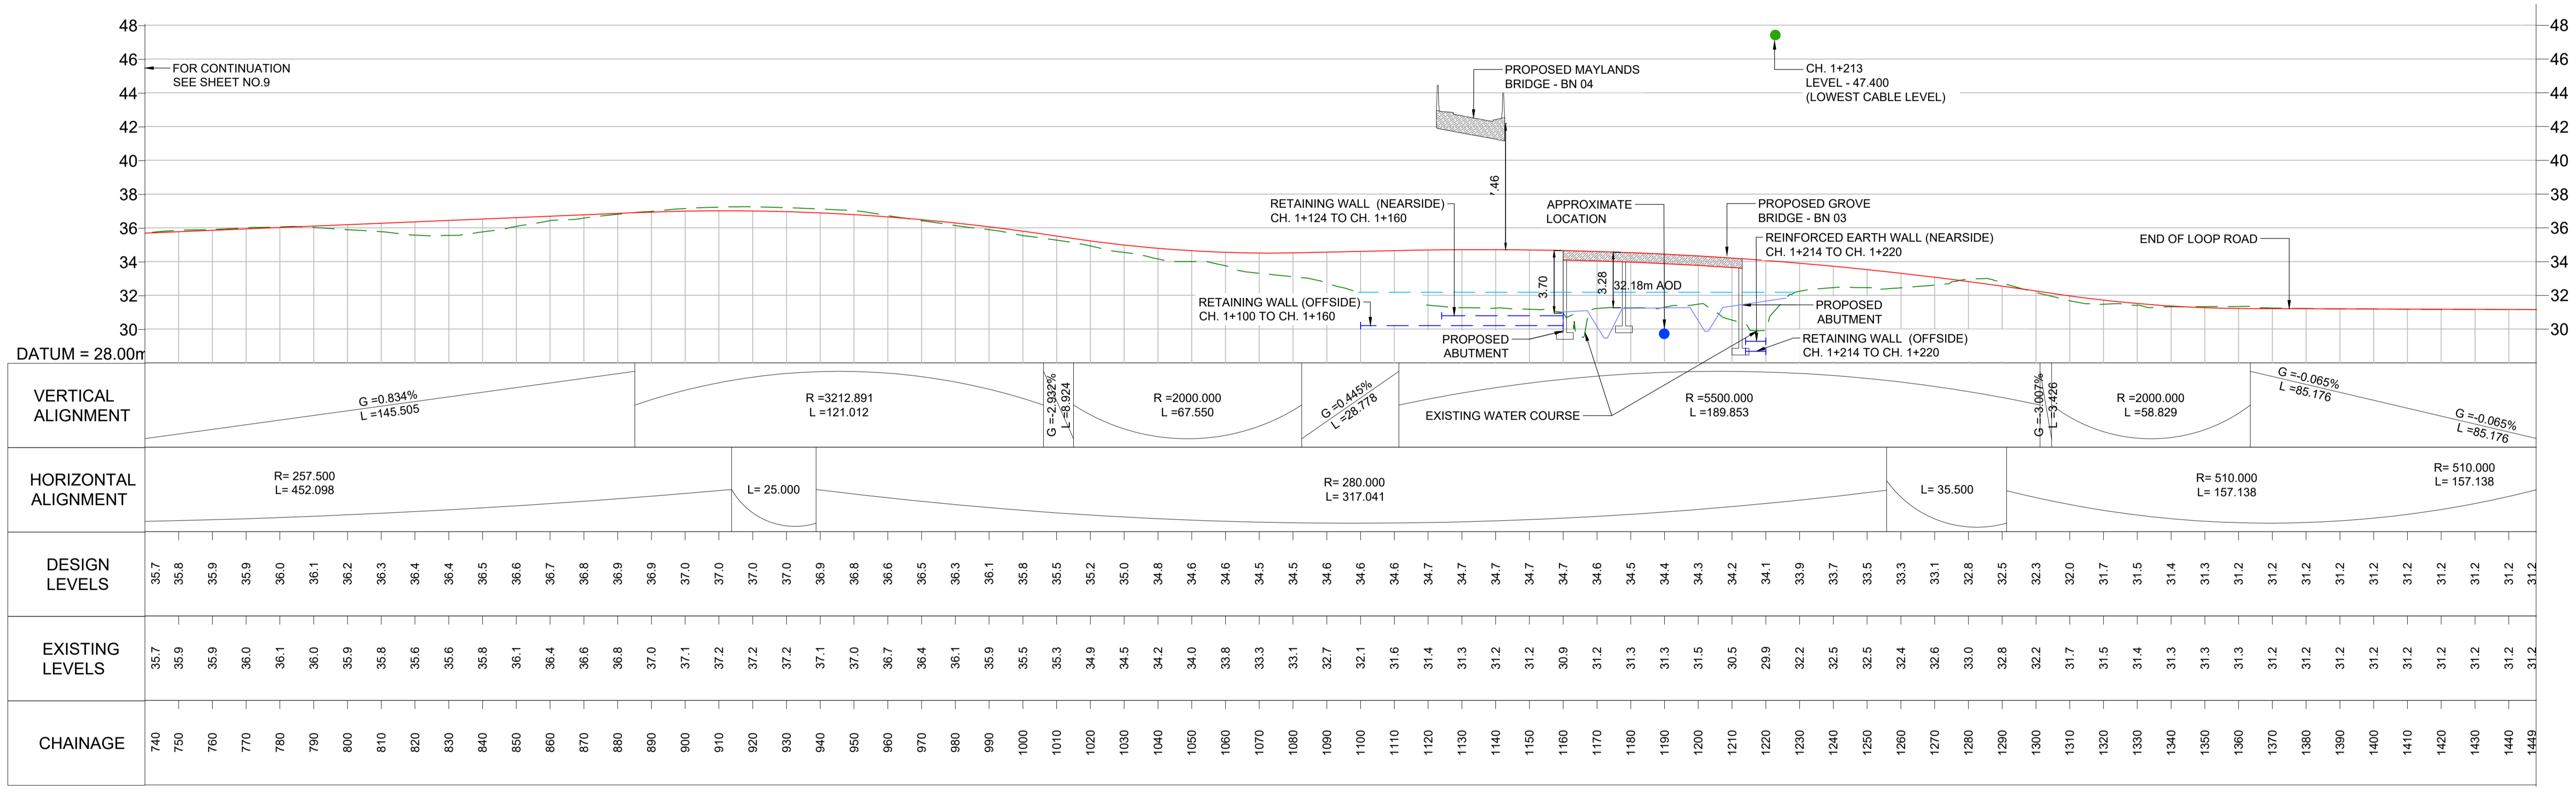 48
46
44
42
40
38
36
34
32
30
DATUM = 28.00m
48
46
44
42
40
38
36
34
32
30
FOR CONTINUATION
SEE SHEET NO.9
PROPOSED MAYLANDS
BRIDGE - BN 04
CH. 1+213
LEVEL - 47.400
(LOWEST CABLE LEVEL)
RETAINING WALL (NEARSIDE)
CH. 1+124 TO CH. 1+160
7.46
APPROXIMATE
LOCATION
PROPOSED GROVE
BRIDGE - BN 03
REINFORCED EARTH WALL (NEARSIDE)
CH. 1+214 TO CH. 1+220
END OF LOOP ROAD
3.70
3.28
32.18m AOD
RETAINING WALL (OFFSIDE)
CH. 1+100 TO CH. 1+160
PROPOSED
ABUTMENT
PROPOSED
ABUTMENT
RETAINING WALL (OFFSIDE)
CH. 1+214 TO CH. 1+220
EXISTING WATER COURSE
VERTICAL
ALIGNMENT
G =0.834%
L =145.505
R =3212.891
L =121.012
G =-2.932%
L=8.924
R =2000.000
L =67.550
G =0.445%
L =28.778
R =5500.000
L =189.853
G =-3.007%
L=3.426
R =2000.000
L =58.829
G =-0.065%
L =85.176
G =-0.065%
L =85.176
HORIZONTAL
ALIGNMENT
R= 257.500
L= 452.098
L= 25.000
R= 280.000
L= 317.041
L= 35.500
R= 510.000
L= 157.138
R= 510.000
L= 157.138
DESIGN
LEVELS
35.7 35.8 35.9 35.9 36.0 36.1 36.2 36.3 36.4 36.4 36.5 36.6 36.7 36.8 36.9 36.9 37.0 37.0 37.0 37.0 36.9 36.8 36.6 36.5 36.3 36.1 35.8 35.5 35.2 35.0 34.8 34.6 34.6 34.5 34.5 34.6 34.6 34.6 34.7 34.7 34.7 34.7 34.7 34.6 34.5 34.4 34.3 34.2 34.1 33.9 33.7 33.5 33.3 33.1 32.8 32.5 32.3 32.0 31.7 31.5 31.4 31.3 31.2 31.2 31.2 31.2 31.2 31.2 31.2 31.2 31.2 31.2
EXISTING
LEVELS
35.7 35.9 35.9 36.0 36.1 36.0 35.9 35.8 35.6 35.6 35.8 36.1 36.4 36.6 36.8 37.0 37.1 37.2 37.2 37.2 37.1 37.0 36.7 36.4 36.1 35.9 35.5 35.3 34.9 34.5 34.2 34.0 33.8 33.3 33.1 32.7 32.1 31.6 31.4 31.3 31.2 31.2 30.9 31.2 31.3 31.3 31.5 30.5 29.9 32.2 32.5 32.5 32.4 32.6 33.0 32.8 32.2 31.7 31.5 31.4 31.3 31.3 31.3 31.2 31.2 31.2 31.2 31.2 31.2 31.2 31.2 31.2
CHAINAGE
740 750 760 770 780 790 800 810 820 830 840 850 860 870 880 890 900 910 920 930 940 950 960 970 980 990 1000 1010 1020 1030 1040 1050 1060 1070 1080 1090 1100 1110 1120 1130 1140 1150 1160 1170 1180 1190 1200 1210 1220 1230 1240 1250 1260 1270 1280 1290 1300 1310 1320 1330 1340 1350 1360 1370 1380 1390 1400 1410 1420 1430 1440 1449